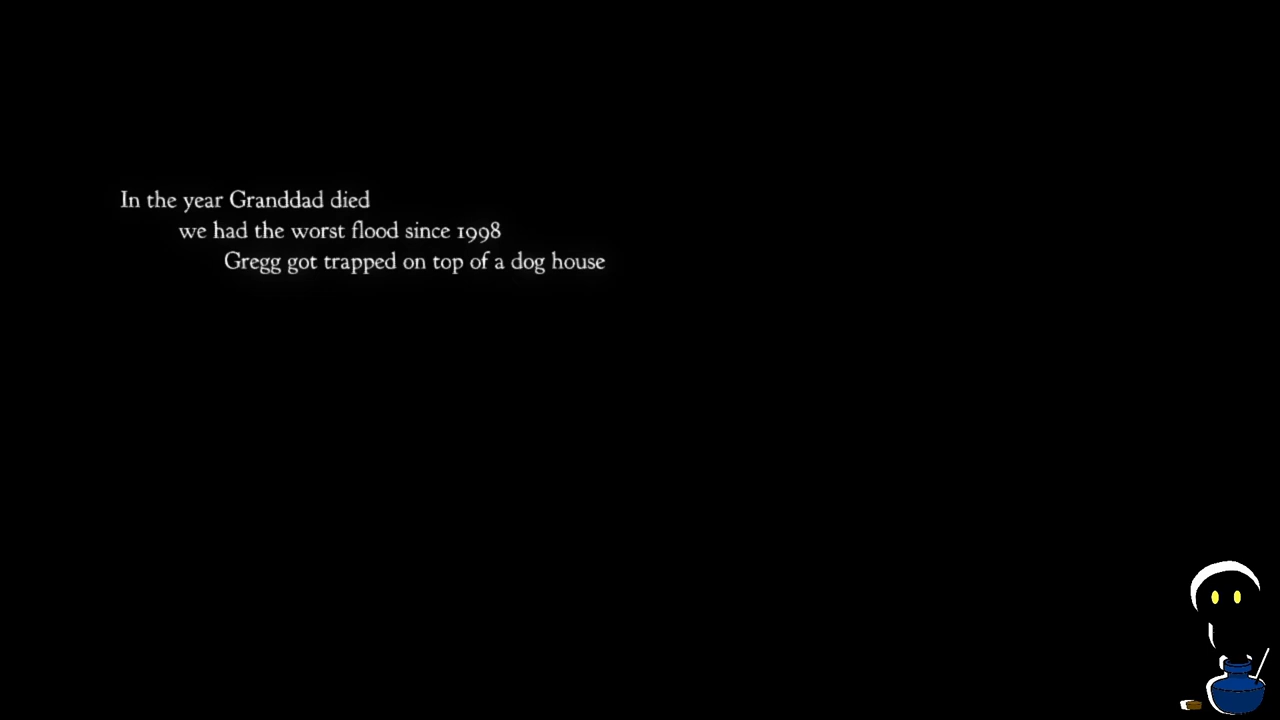 In the year Granddad died
we had the worst flood since 1998
Gregg got trapped on top of a dog house